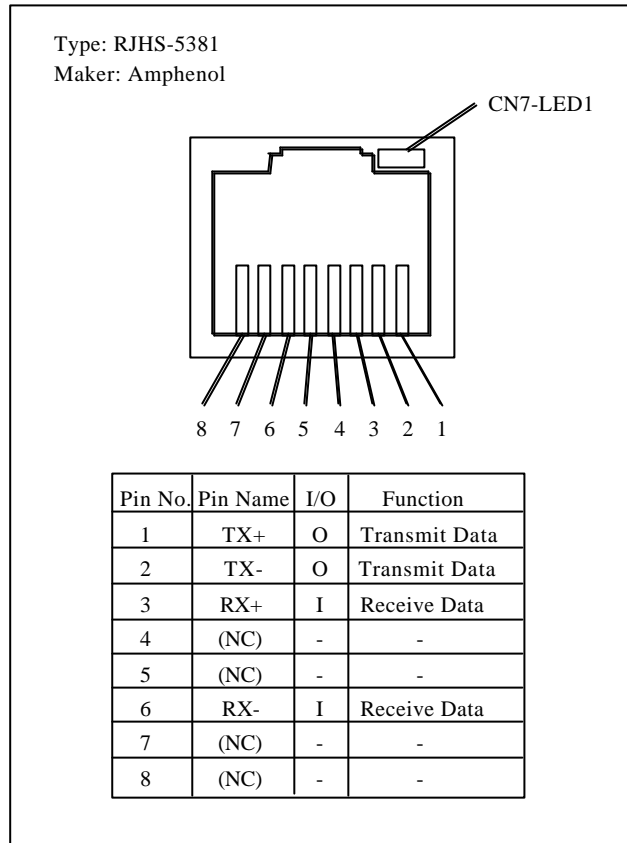 Type: RJHS-5381
Maker: Amphenol
CN7-LED1
8 7 6 5 4 3 2 1
Pin No. Pin Name I/O Function
1 TX+ O Transmit Data
2 TX- O Transmit Data
3 RX+ I Receive Data
4 (NC) - -
5 (NC) - -
6 RX- I Receive Data
7 (NC) - -
8 (NC) - -